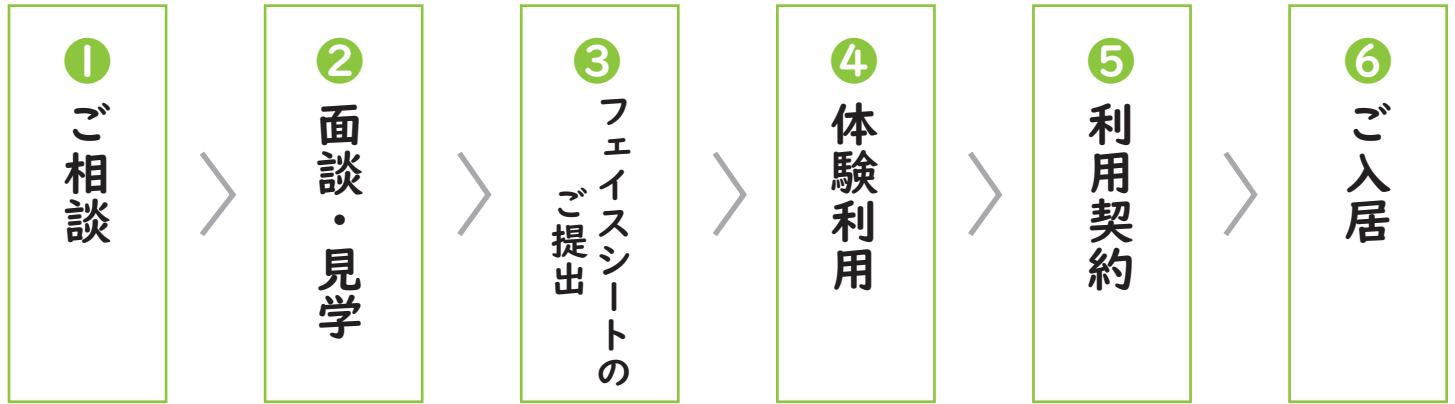 ❶
ご相談
❷
面談・見学
❸
フェイスシートの
ご提出
❹
体験利用
❺
利用契約
❻
ご入居